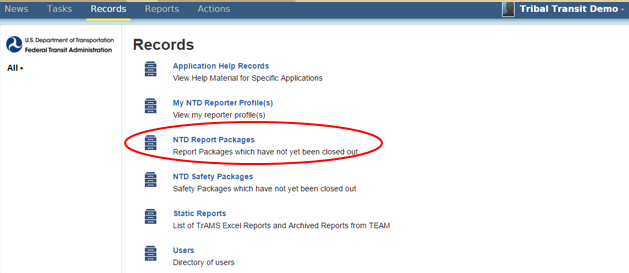 News Tasks Records Reports Actions Tribal Transit Demo
U.S. Department of Transportation
Federal Transit Administration
All
Records
Application Help Records
View Help Material for Specific Applications
My NTD Reporter Profile(s)
View my reporter profile(s)
NTD Report Packages
Report Packages which have not yet been closed out
NTD Safety Packages
Safety Packages which have not yet been closed out
Static Reports
List of TrAMS Excel Reports and Archived Reports from TEAM
Users
Directory of users